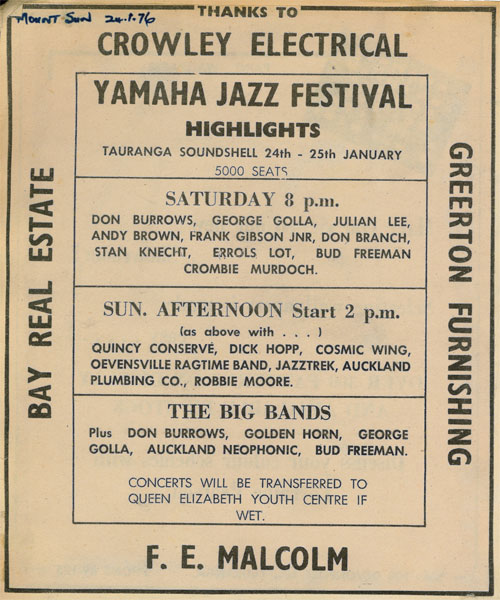 MOUNT SUN 24.1.76
THANKS TO
CROWLEY ELECTRICAL
YAMAHA JAZZ FESTIVAL
HIGHLIGHTS
TAURANGA SOUNDSHELL 24th - 25th JANUARY
5000 SEATS
SATURDAY 8 p.m.
DON BURROWS, GEORGE GOLLA, JULIAN LEE,
ANDY BROWN, FRANK GIBSON JNR, DON BRANCH,
STAN KNECHT, ERROLS LOT, BUD FREEMAN
CROMBIE MURDOCH.
SUN. AFTERNOON Start 2 p.m.
(as above with . . . )
QUINCY CONSERVE, DICK HOPP, COSMIC WING,
OEVENSVILLE RAGTIME BAND, JAZZTREK, AUCKLAND
PLUMBING CO., ROBBIE MOORE.
THE BIG BANDS
Plus DON BURROWS, GOLDEN HORN, GEORGE
GOLLA, AUCKLAND NEOPHONIC, BUD FREEMAN.
CONCERTS WILL BE TRANSFERRED TO
QUEEN ELIZABETH YOUTH CENTRE IF
WET.
BAY REAL ESTATE
GREERTON FURNISHING
F. E. MALCOLM